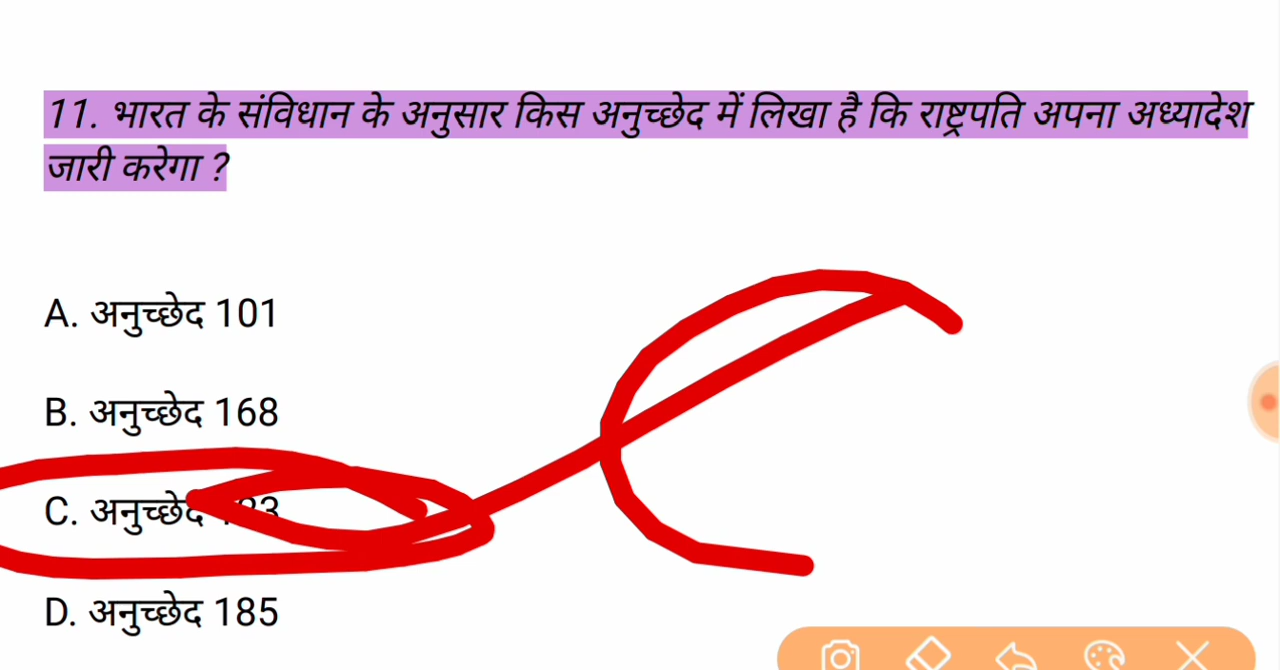 11. भारत के संविधान के अनुसार किस अनुच्छेद में लिखा है कि राष्ट्रपति अपना अध्यादेश
जारी करेगा ?
A. अनुच्छेद 101
B. अनुच्छेद 168
C. अनुच्छेद
D. अनुच्छेद 185